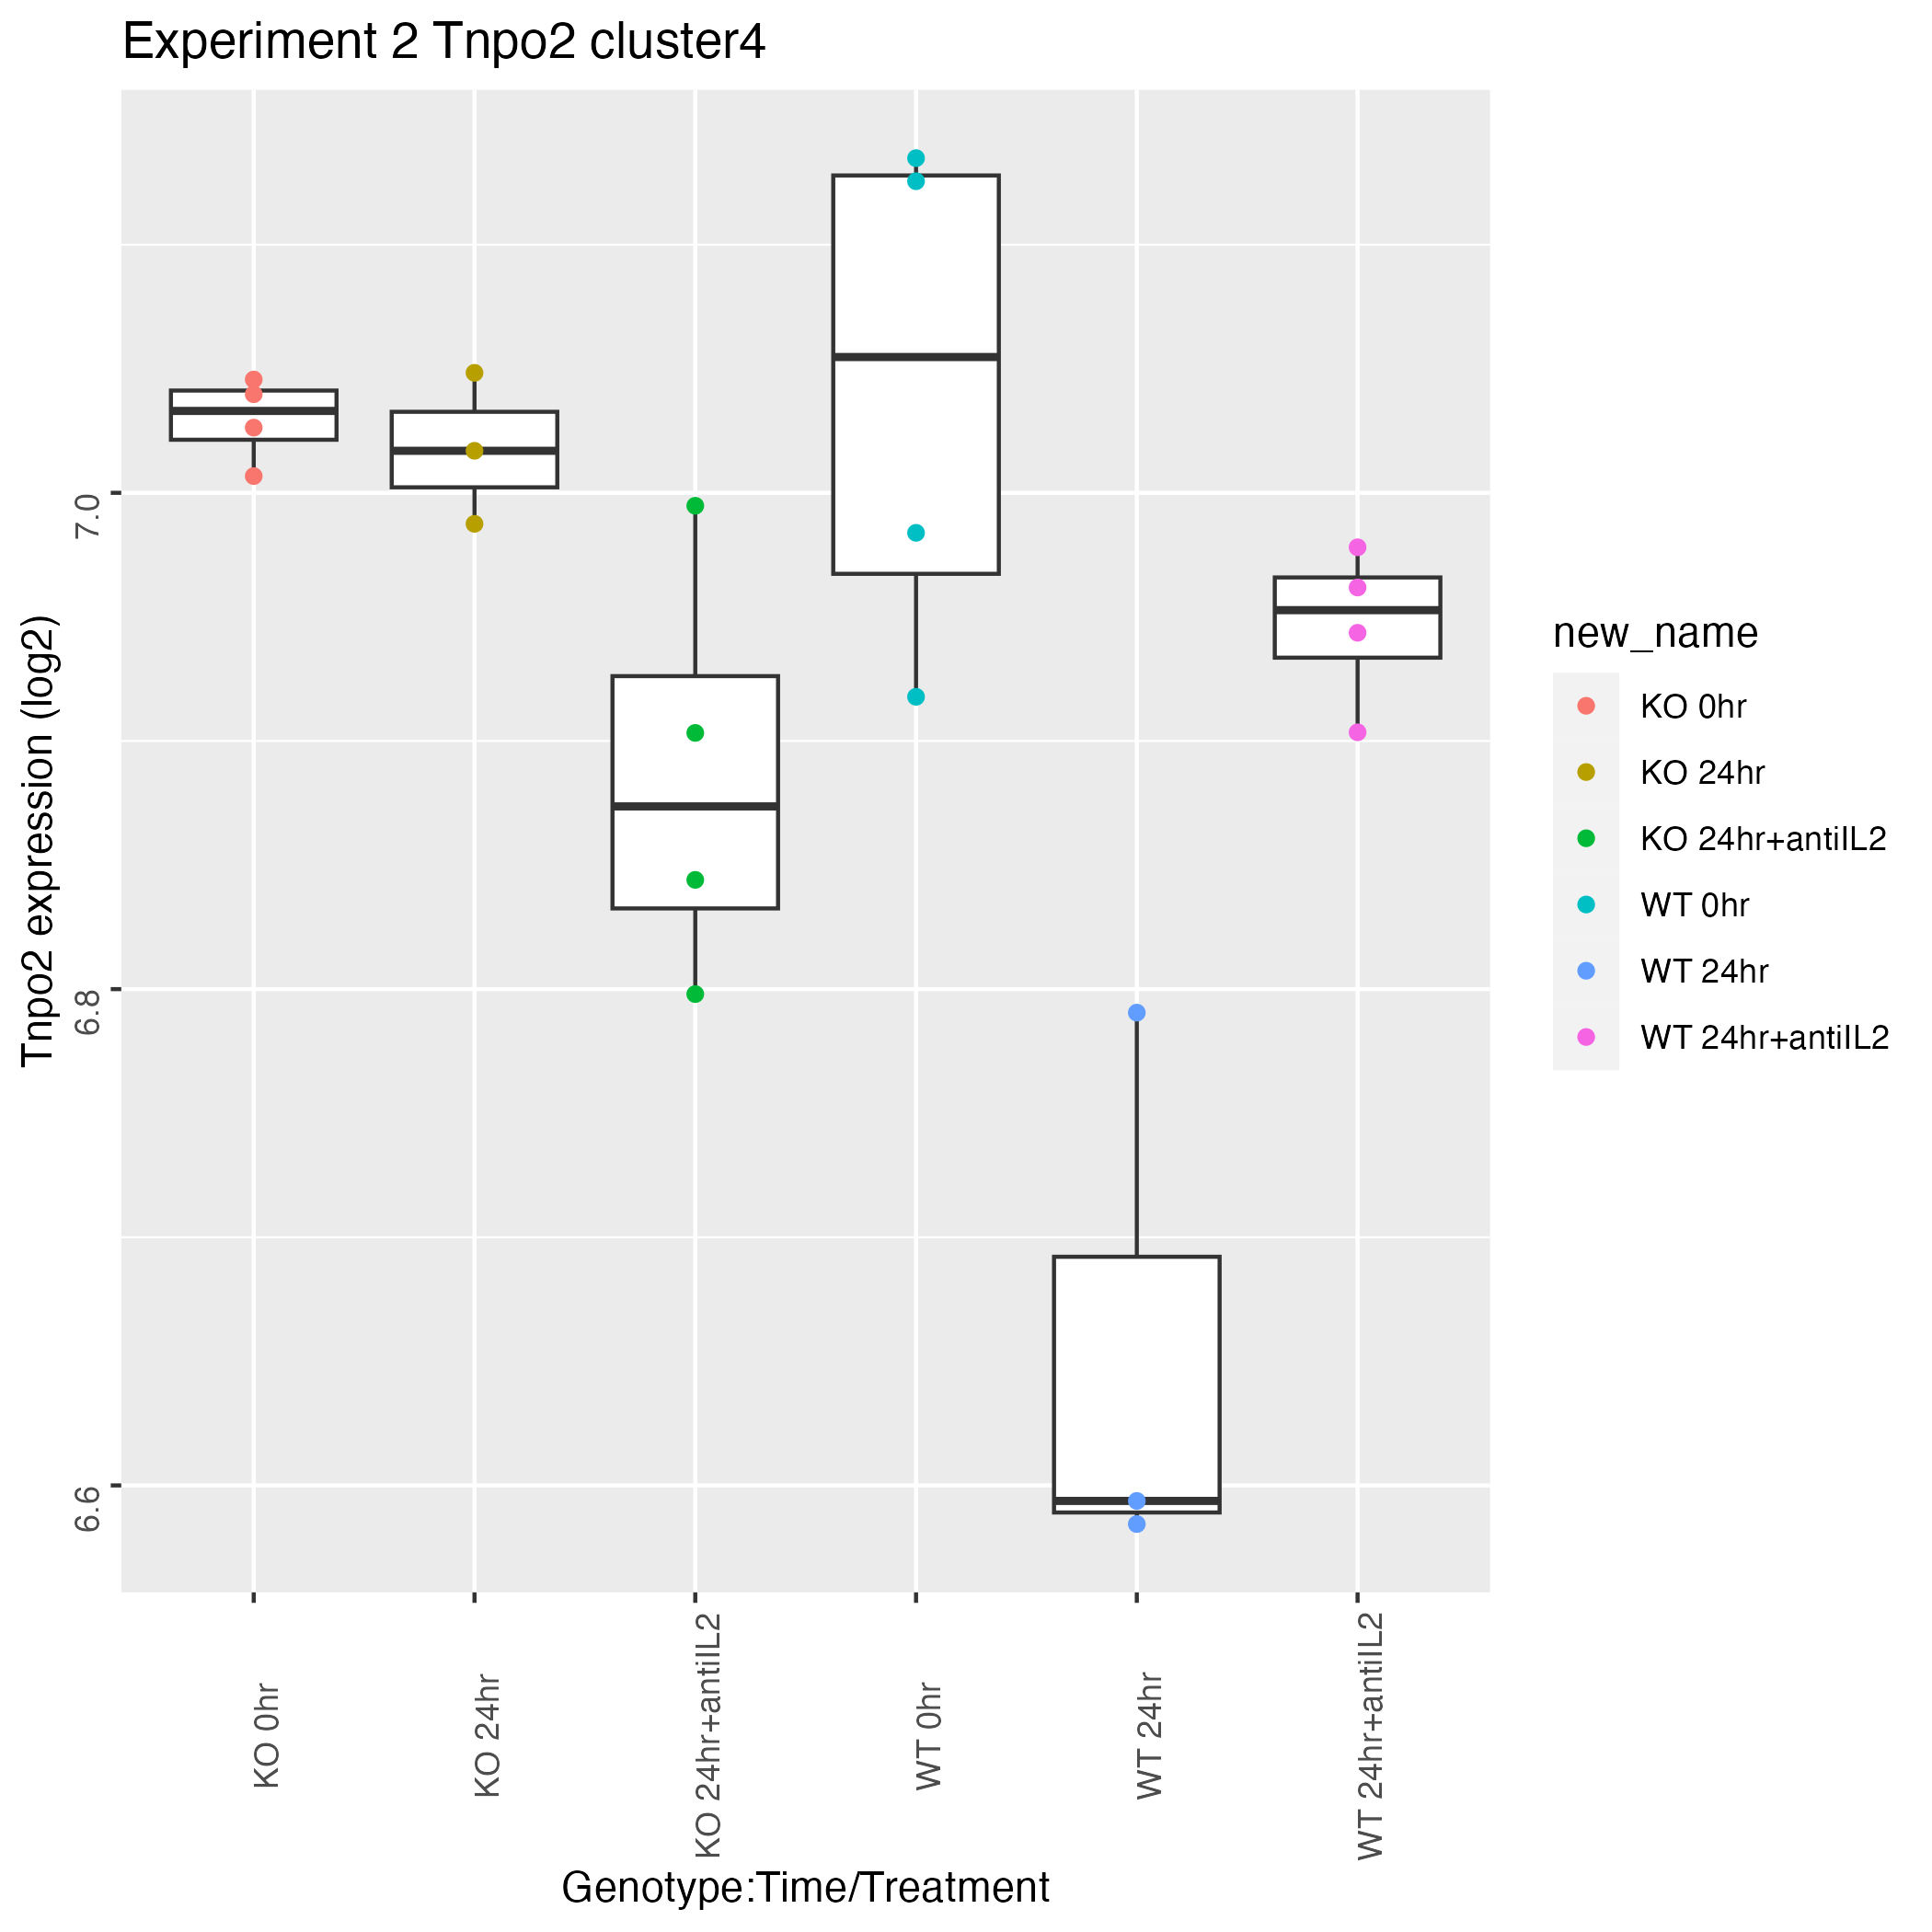 Experiment 2 Tnpo2 cluster4
Tnpo2 expression (log2)
7.0
6.8
6.6
KO 0hr
KO 24hr
KO 24hr+antiIL2
WT 0hr
WT 24hr
WT 24hr+antiIL2
Genotype:Time/Treatment
new_name
KO 0hr
KO 24hr
KO 24hr+antiIL2
WT 0hr
WT 24hr
WT 24hr+antiIL2